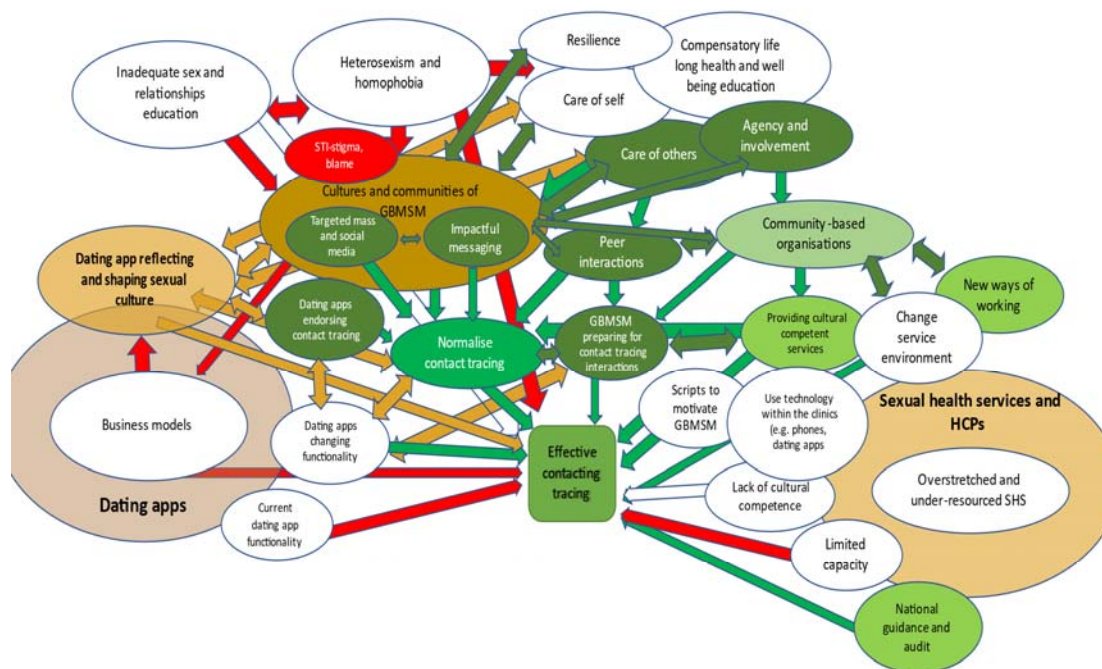 Resilience
Compensatory life
long health and well
being education
Heterosexism and
homophobia
Inadequate sex and
relationships
education
Care of self
Agency and
involvement
STI-stigma,
blame
Care of others
Cultures and communities of
GBMSM
Targeted mass
and social
media
Impactful
messaging
Community-based
organisations
Peer
interactions
Dating app reflecting
and shaping sexual
culture
New ways of
working
Dating apps
endorsing
contact tracing
Normalise
contact tracing
GBMSM
preparing for
contact tracing
interactions
Providing cultural
competent
services
Change
service
environment
Scripts to
motivate
GBMSM
Use technology
within the clinics
(e.g. phones,
dating apps
Sexual health services and
HCPs
Business models
Dating apps
changing
functionality
Effective
contacting
tracing
Overstretched and
under-resourced SHS
Lack of cultural
competence
Dating apps
Current
dating app
functionality
Limited
capacity
National
guidance and
audit